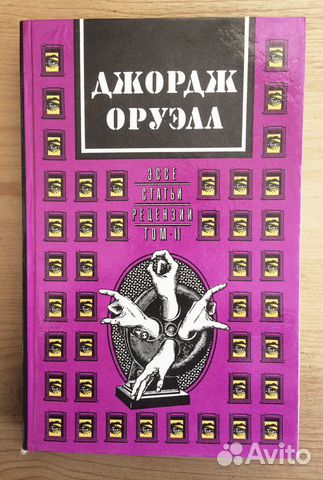 ДЖОРДЖ
ОРУЭЛЛ
ЭССЕ
СТАТЬИ
РЕЦЕНЗИИ
ТОМ-II
Avito